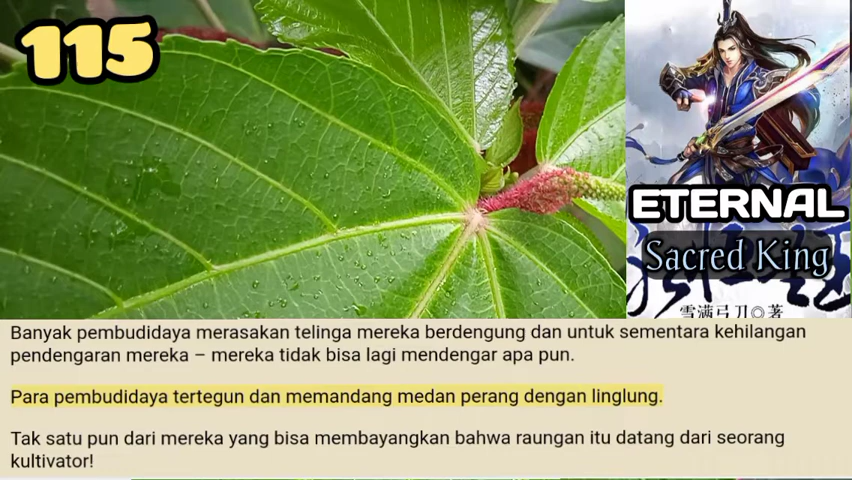 115
ETERNAL
Sacred King
雪满弓刀◎著
Banyak pembudidaya merasakan telinga mereka berdengung dan untuk sementara kehilangan
pendengaran mereka – mereka tidak bisa lagi mendengar apa pun.
Para pembudidaya tertegun dan memandang medan perang dengan linglung.
Tak satu pun dari mereka yang bisa membayangkan bahwa raungan itu datang dari seorang
kultivator!